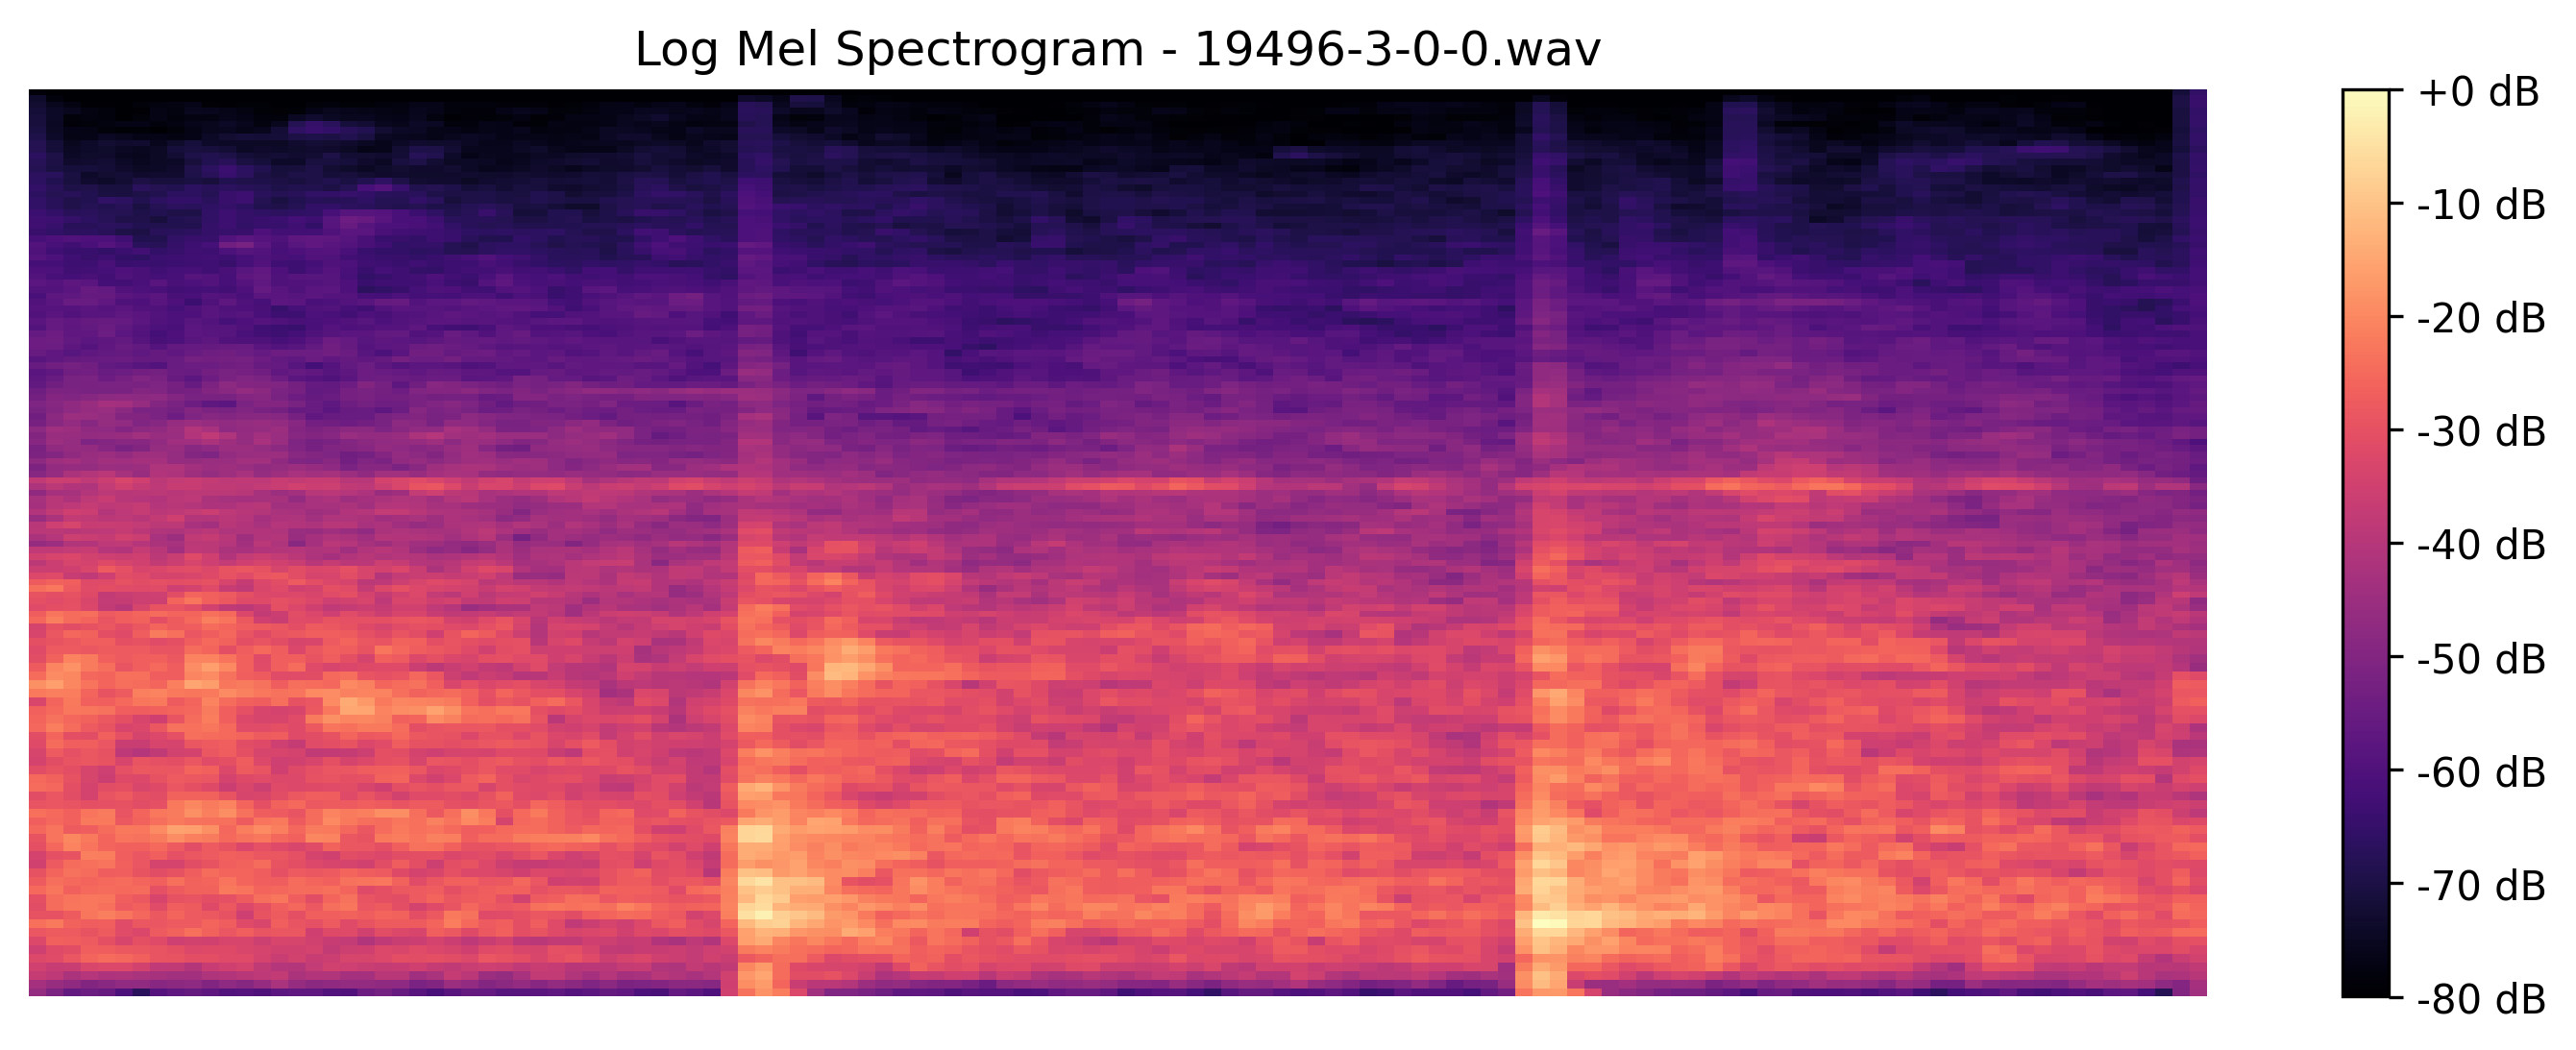 Log Mel Spectrogram - 19496-3-0-0.wav
+0 dB
-10 dB
-20 dB
-30 dB
-40 dB
-50 dB
-60 dB
-70 dB
-80 dB